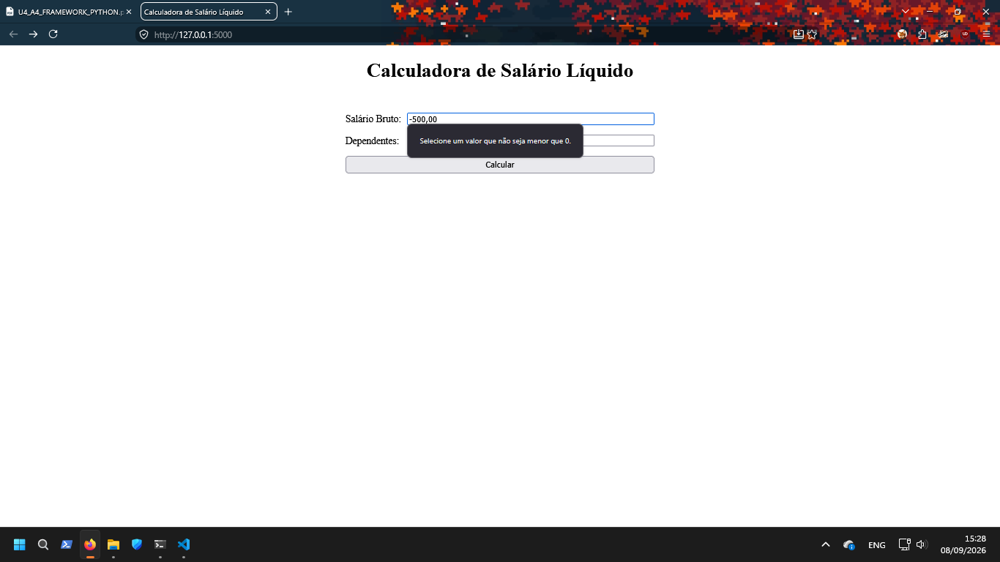 U4_A4_FRAMEWORK_PYTHON.p
Calculadora de Salário Líquido
http://127.0.0.1:5000
Calculadora de Salário Líquido
Salário Bruto:
-500,00
Dependentes:
Selecione um valor que não seja menor que 0.
Calcular
ENG
15:28
08/09/2026